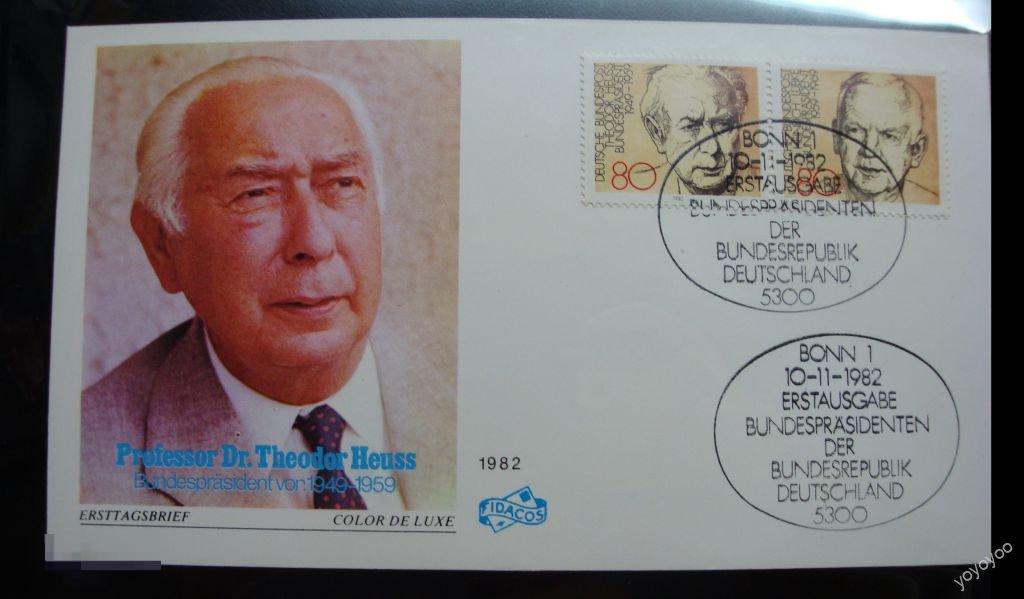 DEUTSCHE BUNDESPOST
THEODOR HEUSS
BUNDESPRÄSIDENT
1949-1959
80
1982
80
BONN 1
10-11-1982
ERSTAUSGABE
BUNDESPRÄSIDENTEN
DER
BUNDESREPUBLIK
DEUTSCHLAND
5300
BONN 1
10-11-1982
ERSTAUSGABE
BUNDESPRÄSIDENTEN
DER
BUNDESREPUBLIK
DEUTSCHLAND
5300
Professor Dr. Theodor Heuss
Bundespräsident von 1949-1959
ERSTTAGSBRIEF COLOR DE LUXE
1982
FIDACOS
yoyoyoo